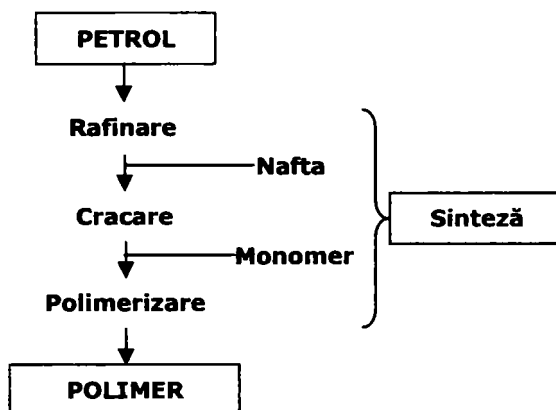 PETROL
Rafinare
Nafta
Cracare
Sinteză
Monomer
Polimerizare
POLIMER